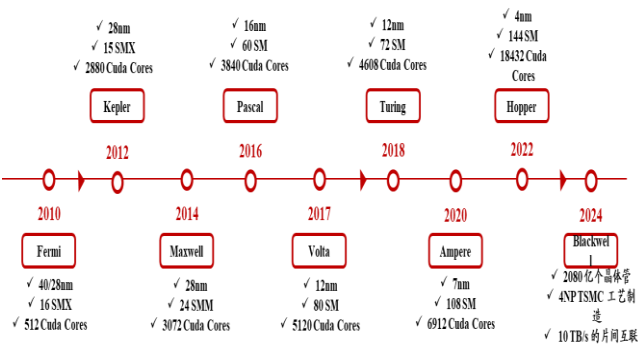 ✓ 28nm
✓ 15 SMX
✓ 2880 Cuda Cores
Kepler
2012
✓ 16nm
✓ 60 SM
✓ 3840 Cuda Cores
Pascal
2016
✓ 12nm
✓ 72 SM
✓ 4608 Cuda Cores
Turing
2018
✓ 4nm
✓ 144 SM
✓ 18432 Cuda
Cores
Hopper
2022
2010
Fermi
✓ 40/28nm
✓ 16 SMX
✓ 512 Cuda Cores
2014
Maxwell
✓ 28nm
✓ 24 SMM
✓ 3072 Cuda Cores
2017
Volta
✓ 12nm
✓ 80 SM
✓ 5120 Cuda Cores
2020
Ampere
✓ 7nm
✓ 108 SM
✓ 6912 Cuda Cores
2024
Blackwel
l
✓ 2080亿个晶体管
✓ 4NP TSMC 工艺制
造
✓ 10 TB/s 的片间互联